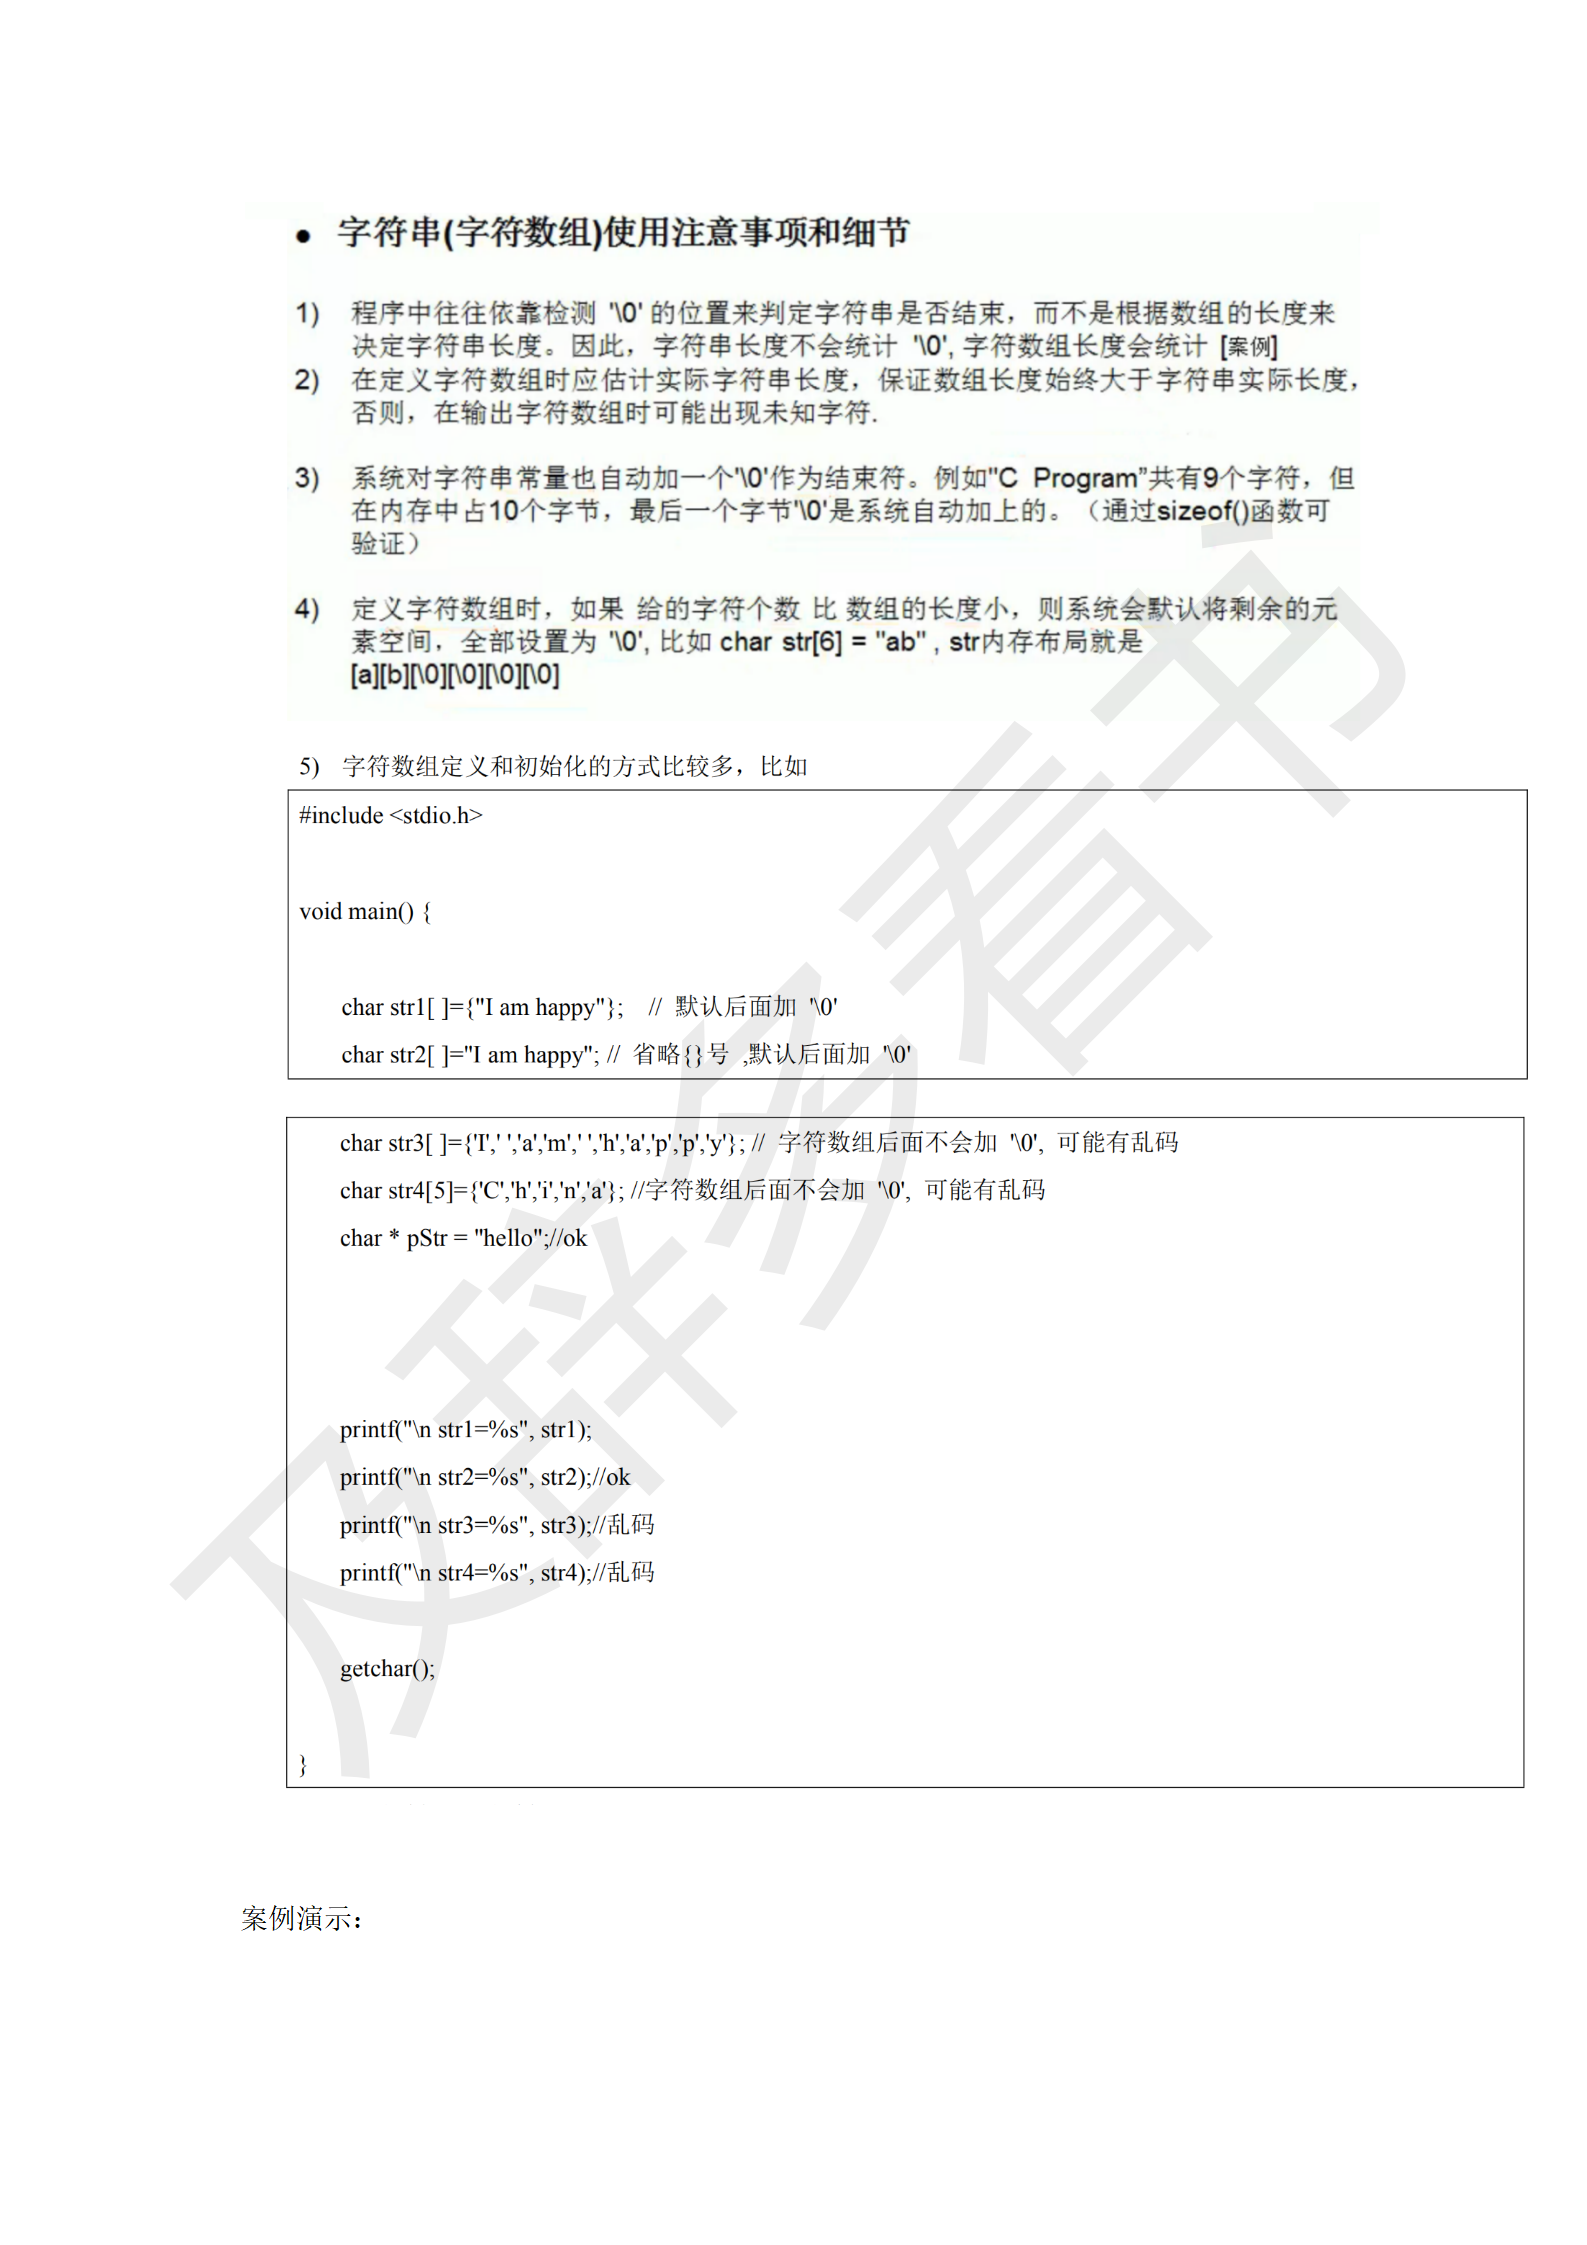 ● 字符串(字符数组)使用注意事项和细节
1) 程序中往往依靠检测 '\0' 的位置来判定字符串是否结束，而不是根据数组的长度来
决定字符串长度。因此，字符串长度不会统计 '\0', 字符数组长度会统计 [案例]
2) 在定义字符数组时应估计实际字符串长度，保证数组长度始终大于字符串实际长度，
否则，在输出字符数组时可能出现未知字符.
3) 系统对字符串常量也自动加一个'\0'作为结束符。例如"C Program”共有9个字符，但
在内存中占10个字节，最后一个字节'\0'是系统自动加上的。（通过sizeof()函数可
验证）
4) 定义字符数组时，如果 给的字符个数 比 数组的长度小，则系统会默认将剩余的元
素空间，全部设置为 '\0', 比如 char str[6] = "ab" , str内存布局就是
[a][b][\0][\0][\0][\0]
5) 字符数组定义和初始化的方式比较多，比如
#include <stdio.h>
void main() {
char str1[ ]={"I am happy"}; // 默认后面加 '\0'
char str2[ ]="I am happy"; // 省略{}号 ,默认后面加 '\0'
char str3[ ]={'I',' ','a','m',' ','h','a','p','p','y'}; // 字符数组后面不会加 '\0', 可能有乱码
char str4[5]={'C','h','i','n','a'}; //字符数组后面不会加 '\0', 可能有乱码
char * pStr = "hello";//ok
printf("\n str1=%s", str1);
printf("\n str2=%s", str2);//ok
printf("\n str3=%s", str3);//乱码
printf("\n str4=%s", str4);//乱码
getchar();
}
案例演示：
及辞多看书